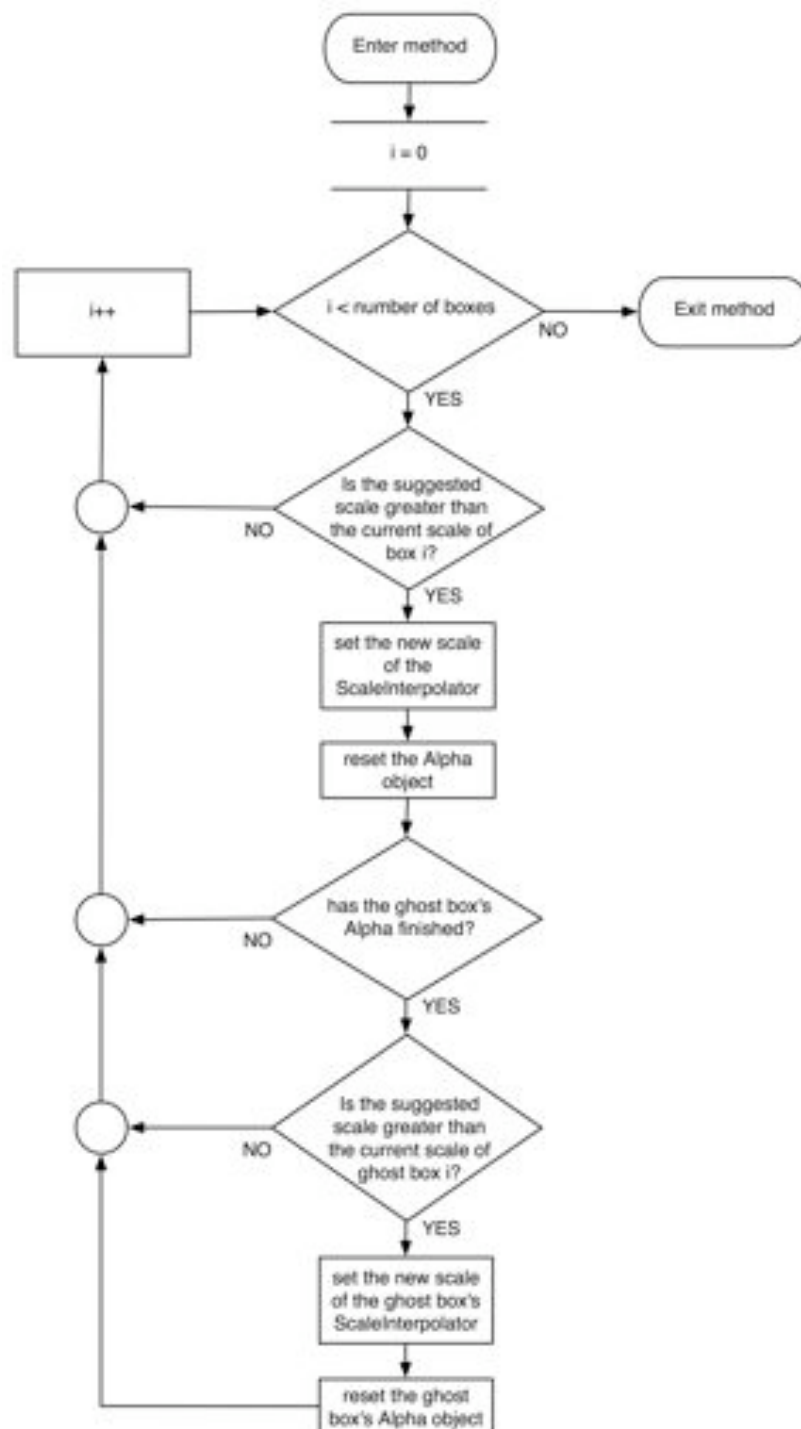 Enter method
i = 0
i++
i < number of boxes
NO
Exit method
YES
Is the suggested
scale greater than
the current scale of
box i?
NO
YES
set the new scale
of the
ScaleInterpolator
reset the Alpha
object
has the ghost box's
Alpha finished?
NO
YES
Is the suggested
scale greater than
the current scale of
ghost box i?
NO
YES
set the new scale
of the ghost box's
ScaleInterpolator
reset the ghost
box's Alpha object